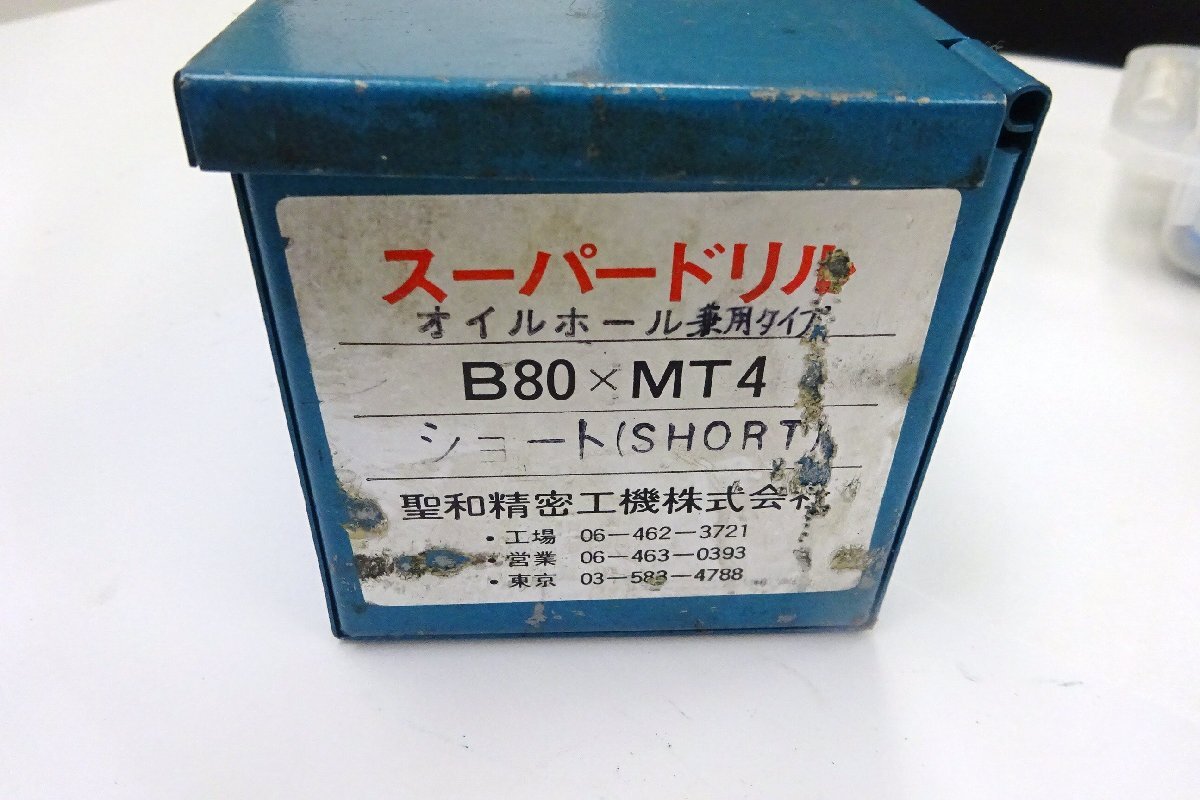 スーパードリル
オイルホール兼用タイプ
B80×MT4
ショート(SHORT)
聖和精密工機株式会社
・工場 06-462-3721
・営業 06-463-0393
・東京 03-583-4788